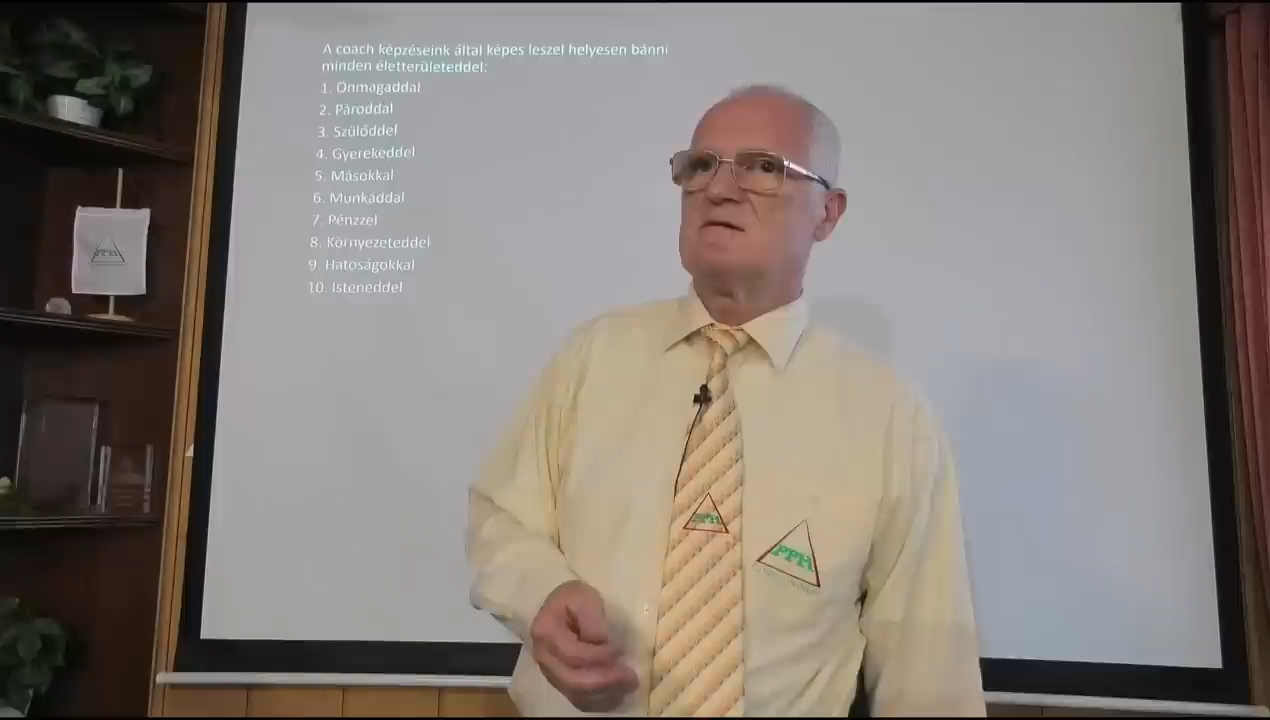 A coach képzéseink által képes leszel helyesen bánni
minden életterületeddel:
1. Önmagaddal
2. Pároddal
3. Szülőddel
4. Gyerekeddel
5. Másokkal
6. Munkáddal
7. Pénzzel
8. Környezeteddel
9. Hatóságokkal
10. Isteneddel
PPH
PPH